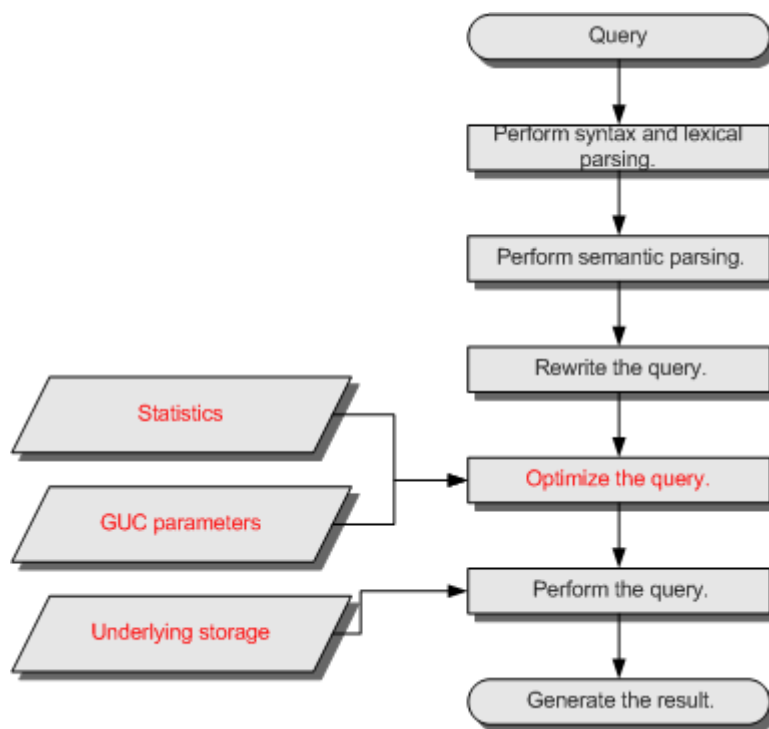 Query
Perform syntax and lexical
parsing.
Perform semantic parsing.
Rewrite the query.
Statistics
Optimize the query.
GUC parameters
Perform the query.
Underlying storage
Generate the result.